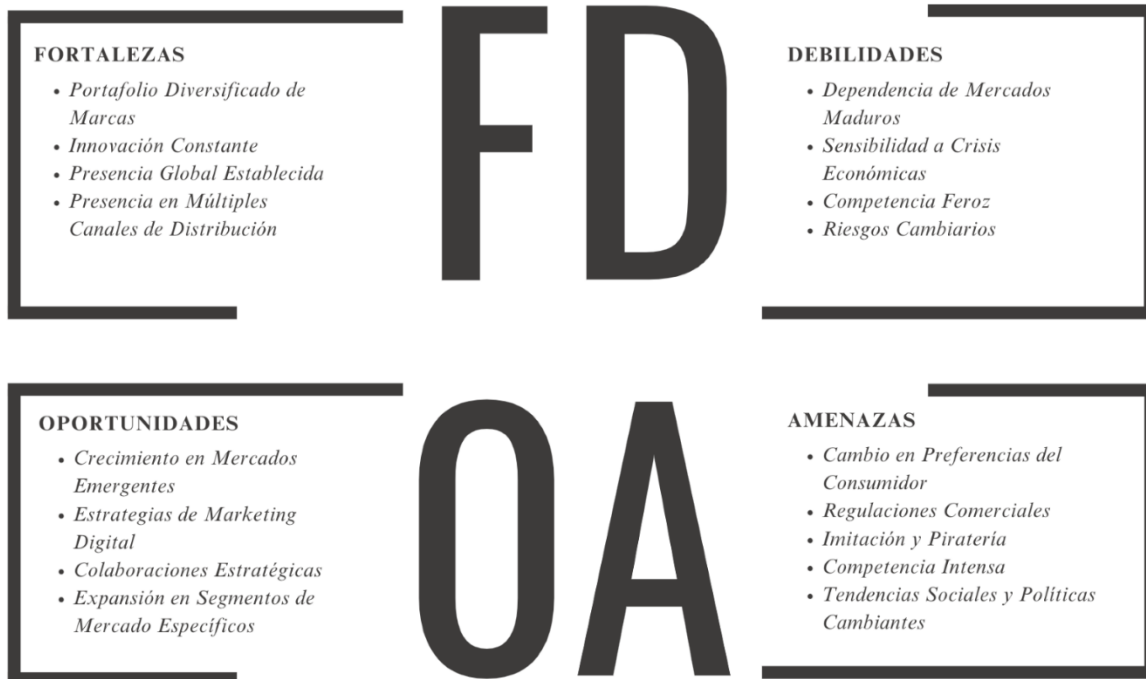 FORTALEZAS
• Portafolio Diversificado de
Marcas
• Innovación Constante
• Presencia Global Establecida
• Presencia en Múltiples
Canales de Distribución
FD
DEBILIDADES
• Dependencia de Mercados
Maduros
• Sensibilidad a Crisis
Económicas
• Competencia Feroz
• Riesgos Cambiarios
OPORTUNIDADES
• Crecimiento en Mercados
Emergentes
• Estrategias de Marketing
Digital
• Colaboraciones Estratégicas
• Expansión en Segmentos de
Mercado Específicos
OA
AMENAZAS
• Cambio en Preferencias del
Consumidor
• Regulaciones Comerciales
• Imitación y Piratería
• Competencia Intensa
• Tendencias Sociales y Políticas
Cambiantes